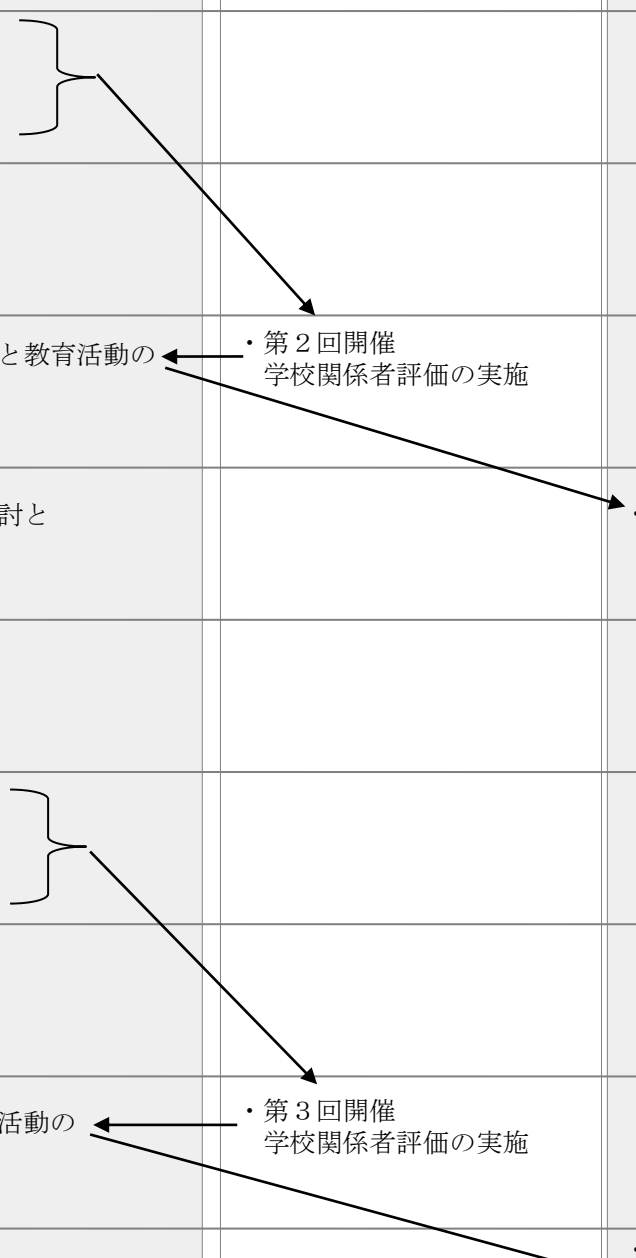 ・第２回開催
と教育活動の
学校関係者評価の実施
討と
・
・第３回開催
活動の
学校関係者評価の実施
・